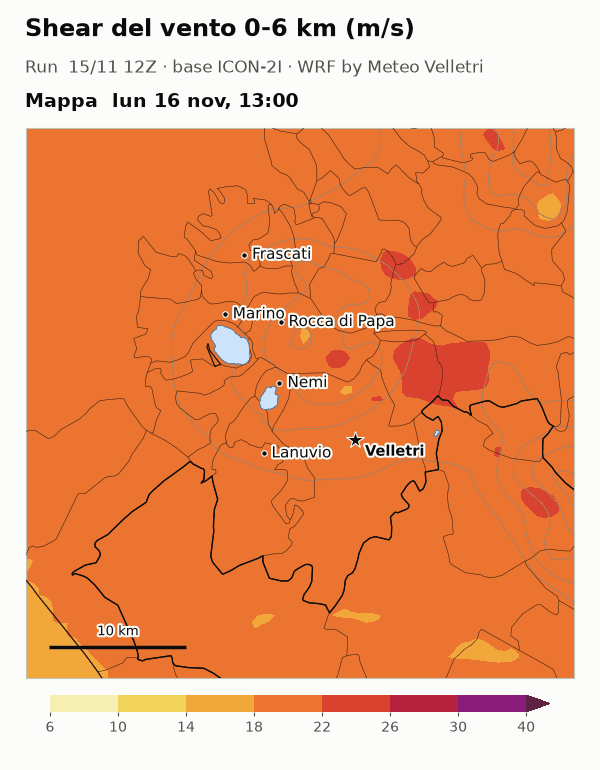 Shear del vento 0-6 km (m/s)
Run  15/11 12Z · base ICON-2I · WRF by Meteo Velletri
Mappa  lun 16 nov, 13:00
Frascati
Marino
Rocca di Papa
Nemi
Velletri
Lanuvio
10 km
6 10 14 18 22 26 30 40